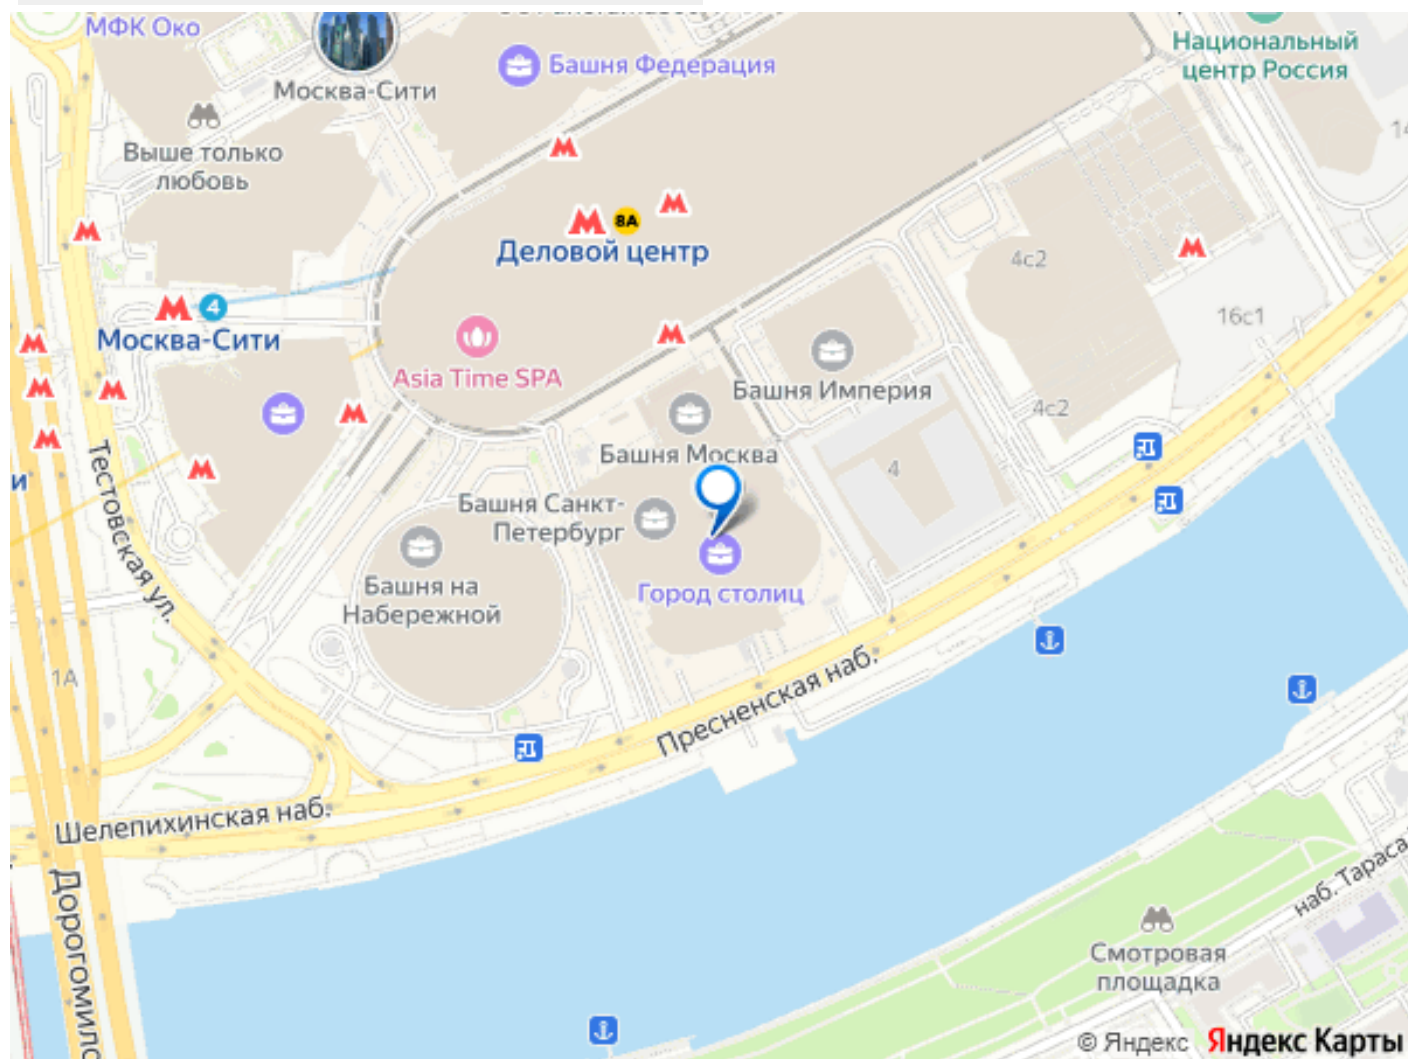 МФК Око
Национальный
центр Россия
Башня Федерация
Москва-Сити
14
Выше только
любовь
8А
Деловой центр
4с2
4
Москва-Сити
16с1
Asia Time SPA
Башня Империя
4с2
Башня Москва
4
и
Тестовская ул.
Башня Санкт-
Петербург
Башня на
Набережной
Город столиц
1А
Пресненская наб.
Шелепихинская наб.
Дорогомило
наб. Тараса
Смотровая
площадка
© Яндекс Яндекс Карты